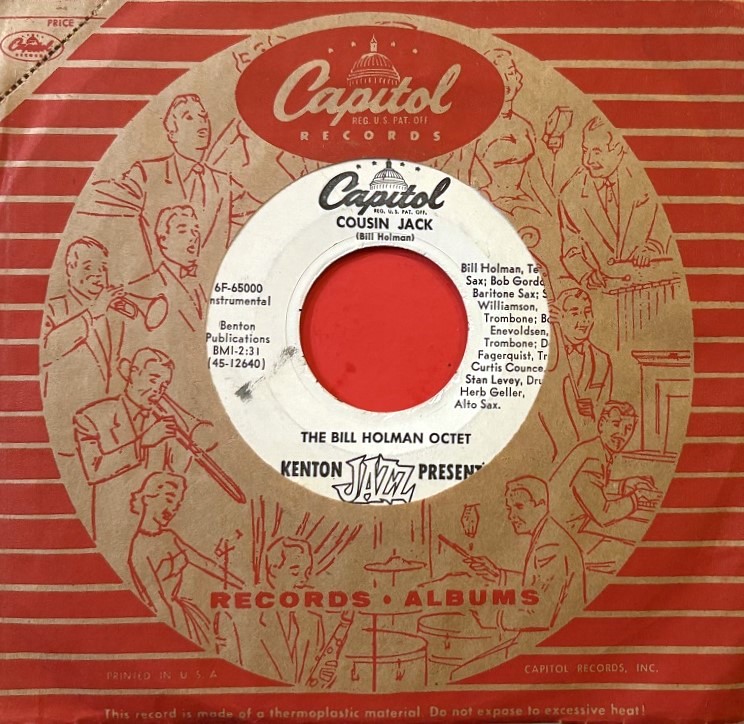 PRICE
Capitol
RECORDS
Capitol
REG. U.S. PAT. OFF.
RECORDS
Capitol
REG. U.S. PAT. OFF.
COUSIN JACK
(Bill Holman)
6F-65000
nstrumental
Benton
Publications
BMI-2:31
(45-12640)
Bill Holman, Te
Sax; Bob Gord
Baritone Sax; S
Williamson,
Trombone; B
Enevoldsen,
Trombone; D
Fagerquist, Tr
Curtis Counce
Stan Levey, Dru
Herb Geller,
Alto Sax.
THE BILL HOLMAN OCTET
KENTON JAZZ PRESENT
RECORDS • ALBUMS
PRINTED IN U.S.A.
CAPITOL RECORDS, INC.
This record is made of a thermoplastic material. Do not expose to excessive heat!